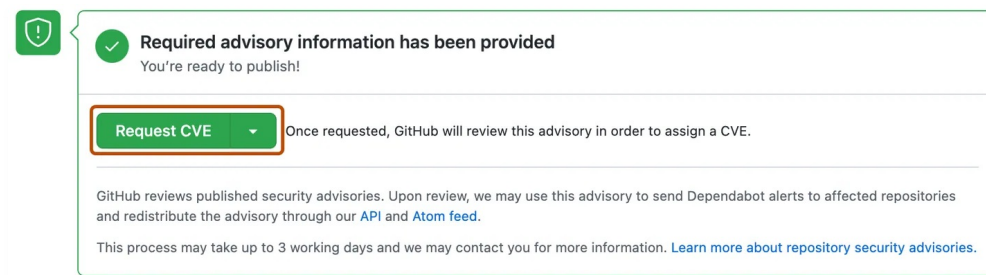 Required advisory information has been provided
You're ready to publish!
Request CVE Once requested, GitHub will review this advisory in order to assign a CVE.
GitHub reviews published security advisories. Upon review, we may use this advisory to send Dependabot alerts to affected repositories
and redistribute the advisory through our API and Atom feed.
This process may take up to 3 working days and we may contact you for more information. Learn more about repository security advisories.